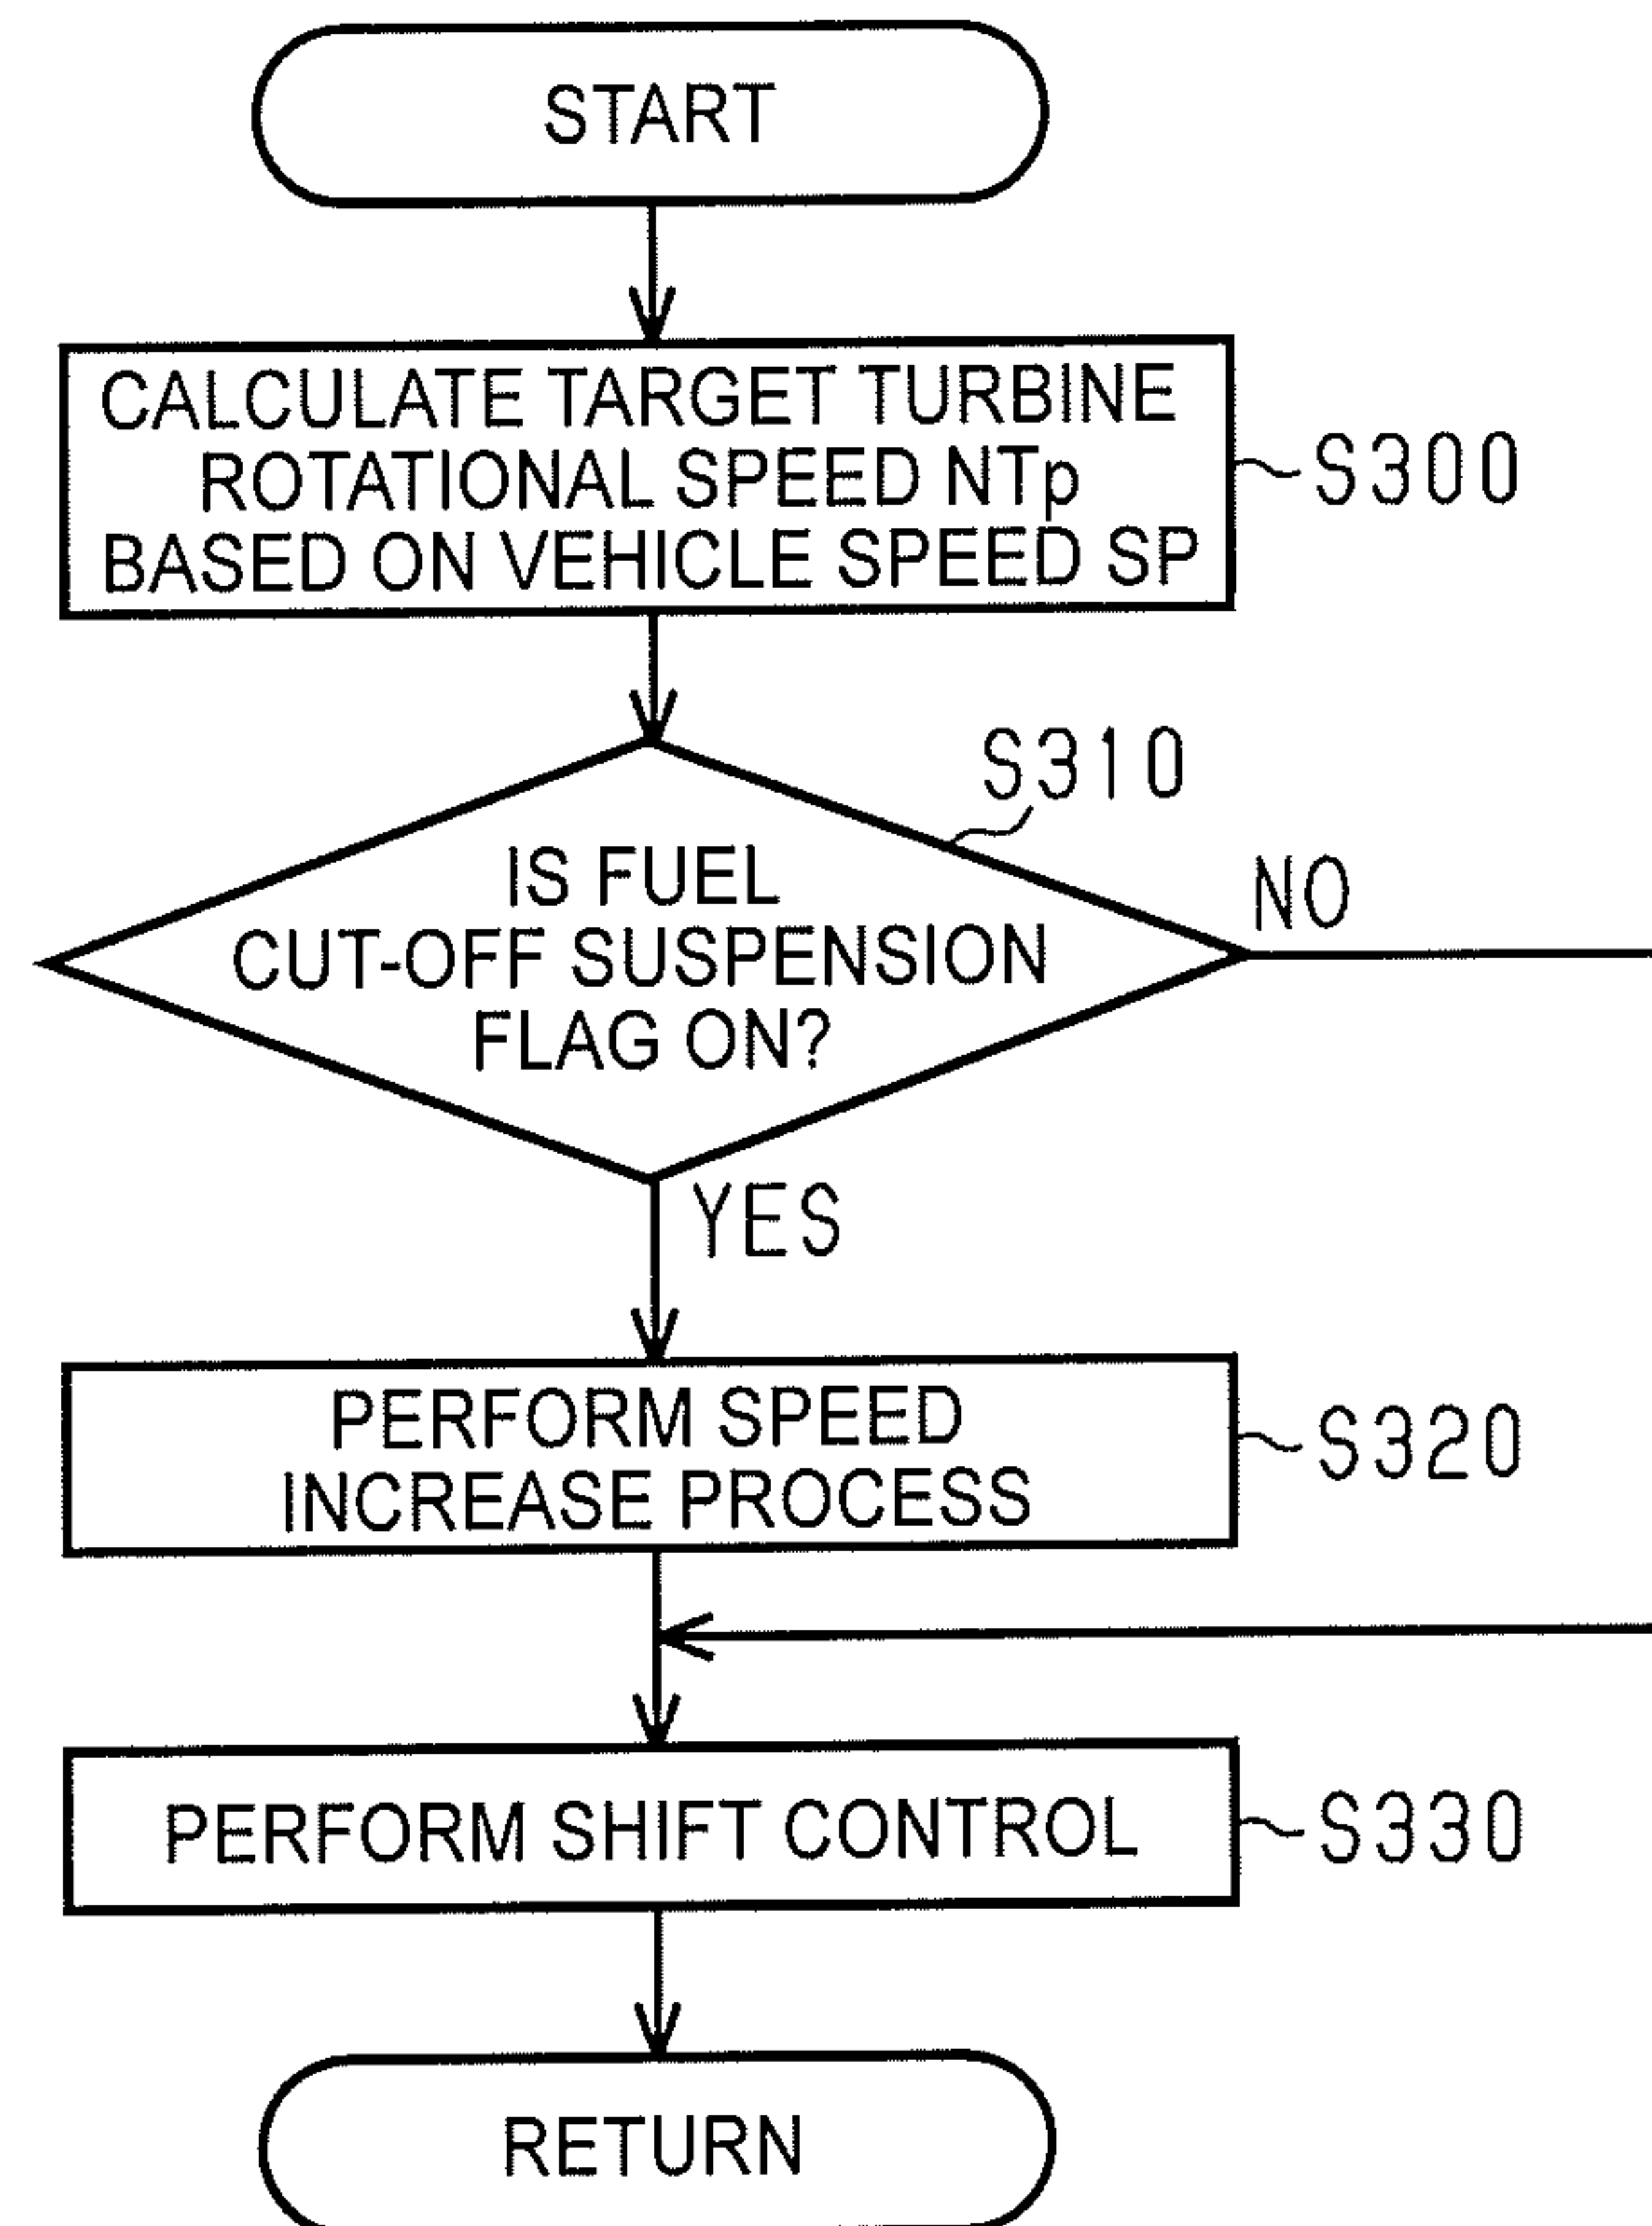 START
CALCULATE TARGET TURBINE
ROTATIONAL SPEED NTp
BASED ON VEHICLE SPEED SP
S300
S310
IS FUEL
CUT-OFF SUSPENSION
FLAG ON?
NO
YES
PERFORM SPEED
INCREASE PROCESS
S320
PERFORM SHIFT CONTROL
S330
RETURN